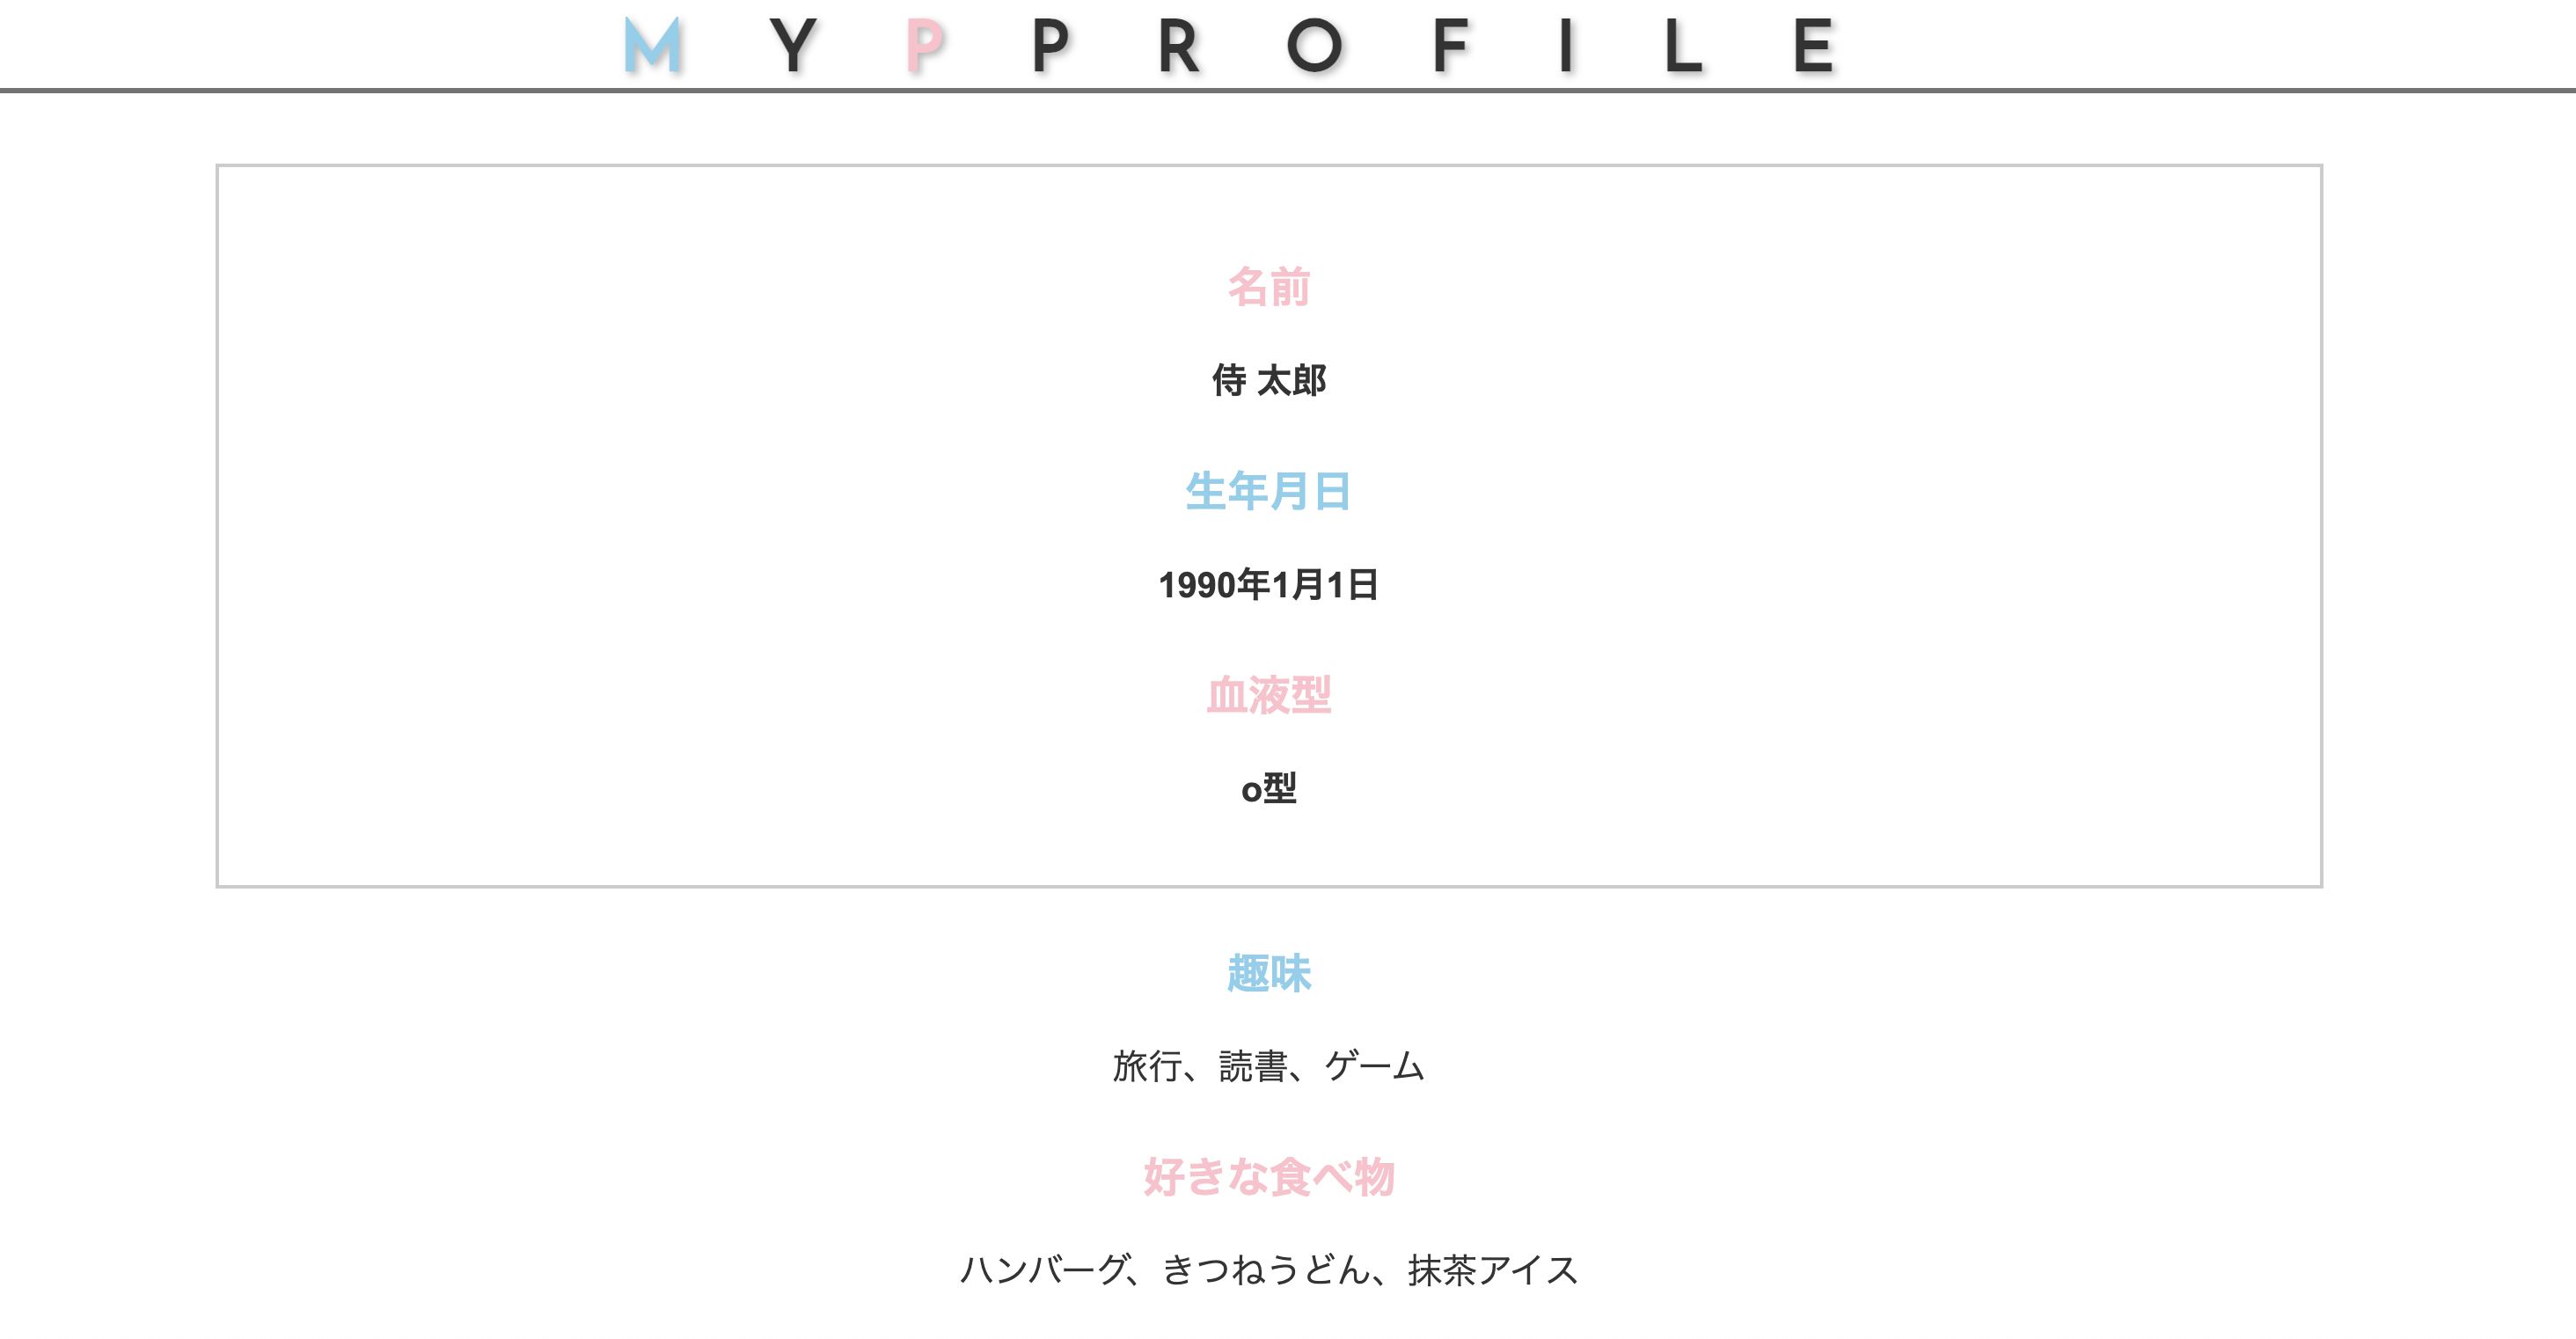 M Y P P R O F I L E
名前
侍 太郎
生年月日
1990年1月1日
血液型
o型
趣味
旅行、読書、ゲーム
好きな食べ物
ハンバーグ、きつねうどん、抹茶アイス